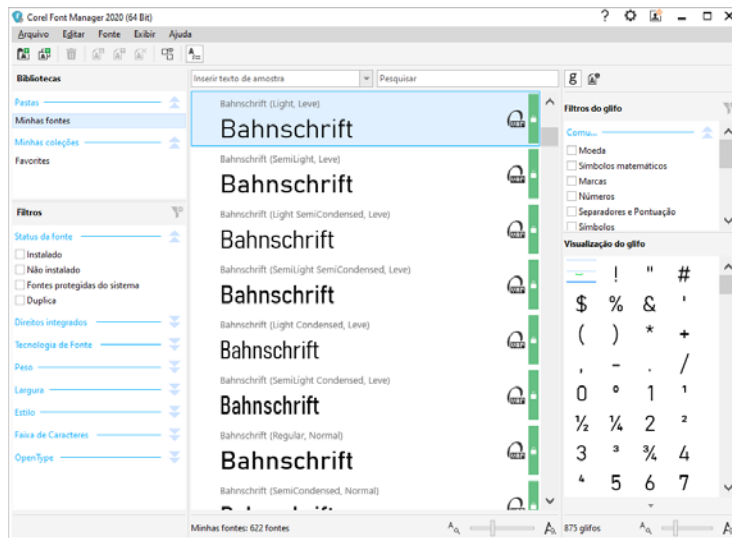 Corel Font Manager 2020 (64 Bit)
Arquivo Editar Fonte Exibir Ajuda
Bibliotecas
Pastas
Minhas fontes
Minhas coleções
Favorites
Filtros
Status da fonte
Instalado
Não instalado
Fontes protegidas do sistema
Duplica
Direitos integrados
Tecnologia de Fonte
Peso
Largura
Estilo
Faixa de Caracteres
OpenType
Inserir texto de amostra
Pesquisar
Bahnschrift (Light, Leve)
Bahnschrift
Bahnschrift (SemiLight, Leve)
Bahnschrift
Bahnschrift (Light SemiCondensed, Leve)
Bahnschrift
Bahnschrift (SemiLight SemiCondensed, Leve)
Bahnschrift
Bahnschrift (Light Condensed, Leve)
Bahnschrift
Bahnschrift (SemiLight Condensed, Leve)
Bahnschrift
Bahnschrift (Regular, Normal)
Bahnschrift
Bahnschrift (SemiCondensed, Normal)
Minhas fontes: 622 fontes
Filtros do glifo
Comu...
Moeda
Símbolos matemáticos
Marcas
Números
Separadores e Pontuação
Símbolos
Visualização do glifo
! " #
$ % & '
( ) * +
, - . /
0 ° 1 ¹
½ ¼ 2 ²
3 ³ ¾ 4
⁴ 5 6 7
875 glifos